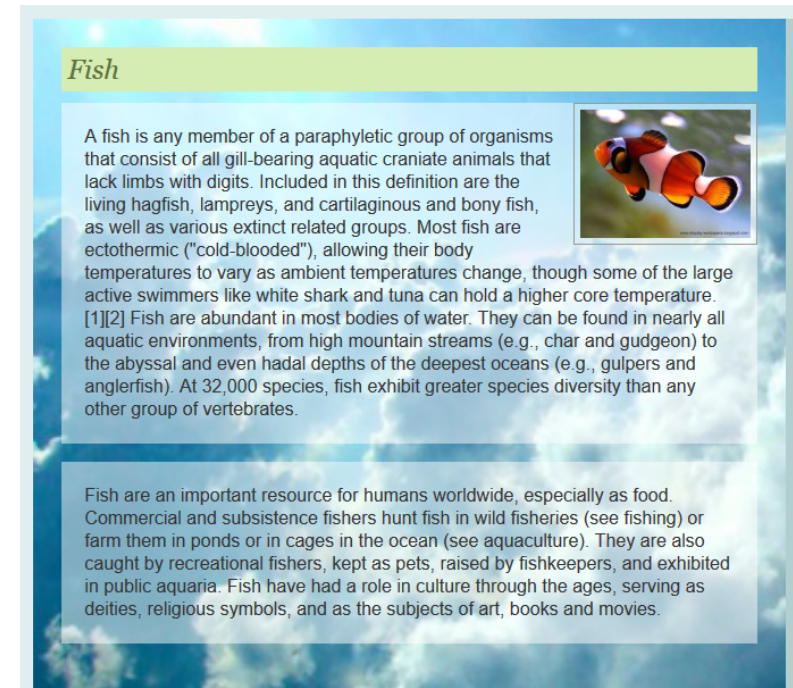 Fish
A fish is any member of a paraphyletic group of organisms
that consist of all gill-bearing aquatic craniate animals that
lack limbs with digits. Included in this definition are the
living hagfish, lampreys, and cartilaginous and bony fish,
as well as various extinct related groups. Most fish are
ectothermic ("cold-blooded"), allowing their body
temperatures to vary as ambient temperatures change, though some of the large
active swimmers like white shark and tuna can hold a higher core temperature.
[1][2] Fish are abundant in most bodies of water. They can be found in nearly all
aquatic environments, from high mountain streams (e.g., char and gudgeon) to
the abyssal and even hadal depths of the deepest oceans (e.g., gulpers and
anglerfish). At 32,000 species, fish exhibit greater species diversity than any
other group of vertebrates.
Fish are an important resource for humans worldwide, especially as food.
Commercial and subsistence fishers hunt fish in wild fisheries (see fishing) or
farm them in ponds or in cages in the ocean (see aquaculture). They are also
caught by recreational fishers, kept as pets, raised by fishkeepers, and exhibited
in public aquaria. Fish have had a role in culture through the ages, serving as
deities, religious symbols, and as the subjects of art, books and movies.